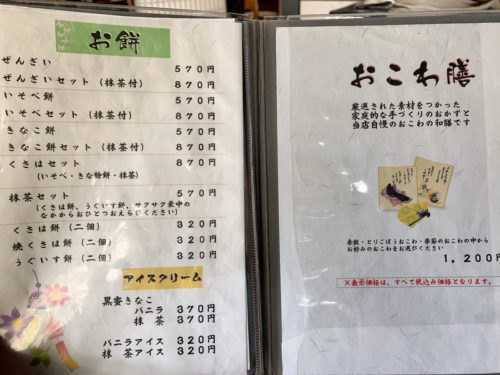 お餅
ぜんざい 570円
ぜんざいセット(抹茶付) 870円
いそべ餅 570円
いそべ餅セット(抹茶付) 870円
きなこ餅 570円
きなこ餅セット(抹茶付) 870円
くさはセット 870円
(いそべ・きな粉餅・抹茶)
抹茶セット 570円
(くさは餅、うぐいす餅、サクサク最中の
なかからおひとつおえらびください)
くさは餅(二個) 320円
焼くさは餅(二個) 320円
うぐいす餅(二個) 320円
アイスクリーム
黒蜜きなこ
バニラ 370円
抹茶 370円
バニラアイス 320円
抹茶アイス 320円
おこわ膳
厳選された素材をつかった
家庭的な手づくりのおかずと
当店自慢のおこわの和膳です
赤飯・とりごぼうおこわ・季節のおこわの中から
お好みのおこわをお選びください
1,200円
※表示価格は、すべて税込み価格となります。